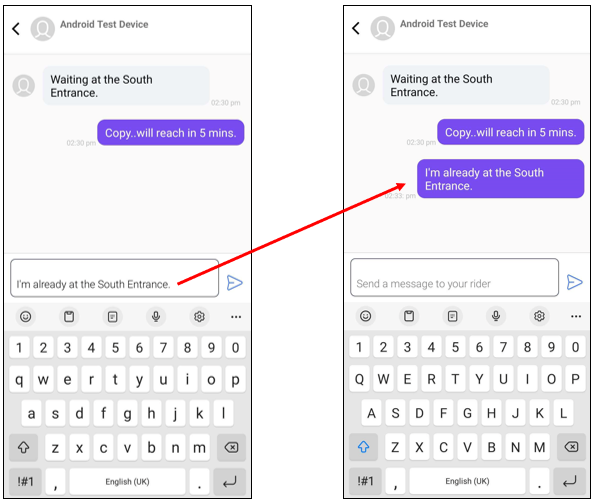 Android Test Device
Waiting at the South
Entrance.
02:30 pm
Copy..will reach in 5 mins.
02:30 pm
I'm already at the South Entrance.
1 2 3 4 5 6 7 8 9 0
q w e r t y u i o p
a s d f g h j k l
z x c v b n m
!#1 , English (UK) .
Android Test Device
Waiting at the South
Entrance.
02:30 pm
Copy..will reach in 5 mins.
02:30 pm
I'm already at the South
Entrance.
02:33 pm
Send a message to your rider
1 2 3 4 5 6 7 8 9 0
Q W E R T Y U I O P
A S D F G H J K L
Z X C V B N M
!#1 , English (UK) .